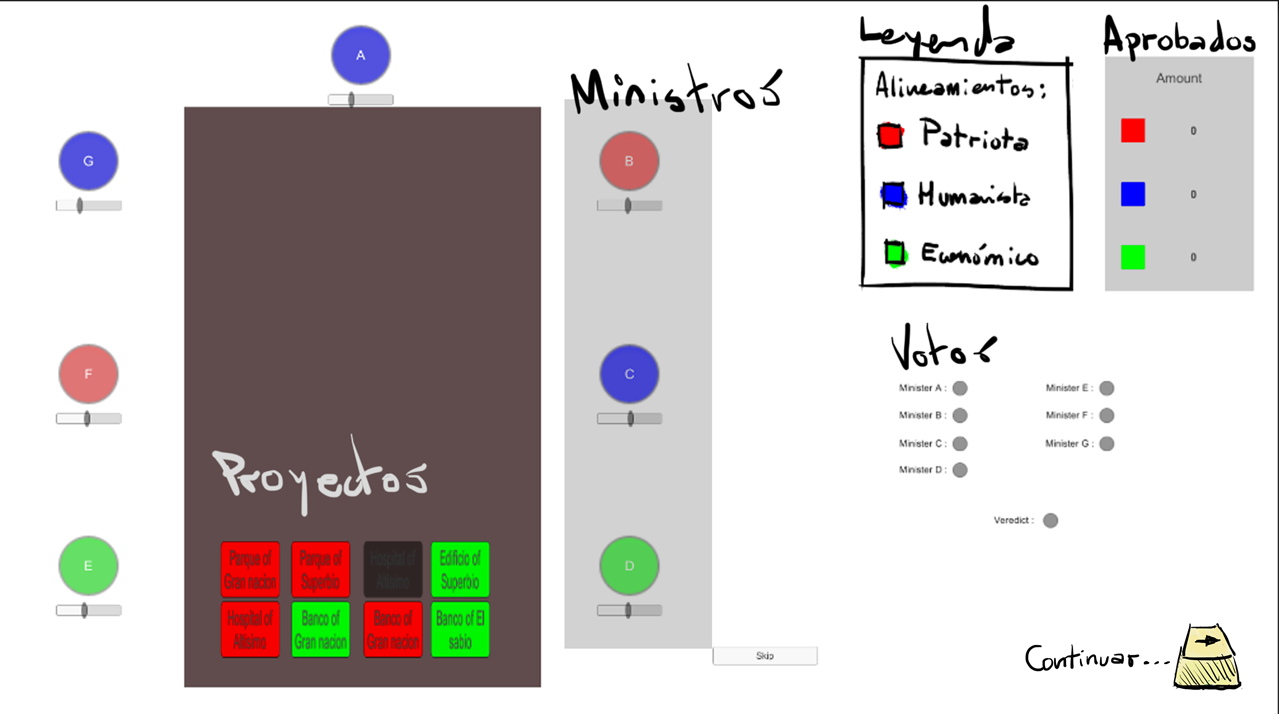 A
G
F
E
Ministros
B
C
D
Proyectos
Parque of
Gran nacion
Parque of
Superbio
Hospital of
Altisimo
Edificio of
Superbio
Hospital of
Altisimo
Banco of
Gran nacion
Banco of
Gran nacion
Banco of El
sabio
Skip
Leyenda
Alineamientos:
Patriota
Humanista
Económico
Aprobados
Amount
0
0
0
Votos
Minister A :
Minister B :
Minister C :
Minister D :
Minister E :
Minister F :
Minister G :
Veredict :
Continuar...